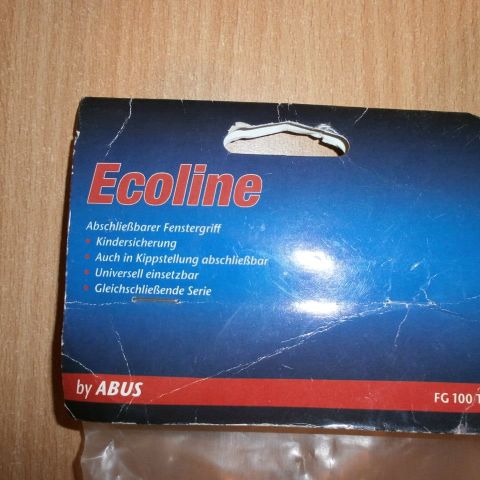 Ecoline
Abschließbarer Fenstergriff
• Kindersicherung
• Auch in Kippstellung abschließbar
• Universell einsetzbar
• Gleichschließende Serie
by ABUS
FG 100